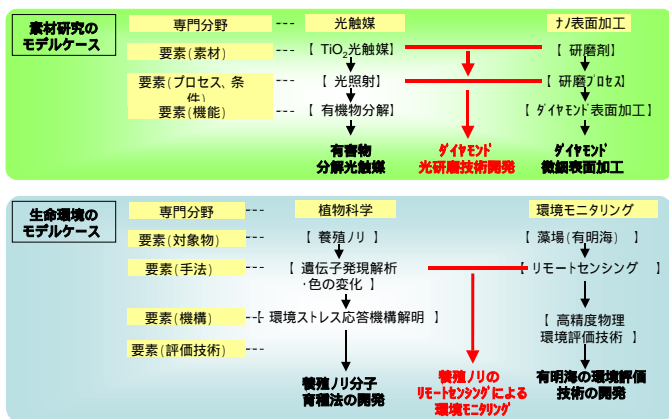 素材研究の
モデルケース
専門分野 --- 光触媒 ﾅﾉ表面加工
要素(素材) --- 【 TiO2光触媒】 【 研磨剤】
要素(プロセス、条件) --- 【光照射】 【 研磨ﾌﾟﾛｾｽ】
要素(機能) --- 【有機物分解】 【ﾀﾞｲﾔﾓﾝﾄﾞ表面加工】
有害物
分解光触媒
ﾀﾞｲﾔﾓﾝﾄﾞ
光研磨技術開発
ﾀﾞｲﾔﾓﾝﾄﾞ
微細表面加工
生命環境の
モデルケース
専門分野 --- 植物科学 環境モニタリング
要素(対象物) --- 【 養殖ノリ 】 【 藻場(有明海) 】
要素(手法) --- 【 遺伝子発現解析
・色の変化 】
【 リモートセンシング 】
要素(機構) --- 【 環境ストレス応答機構解明 】
【 高精度物理
環境評価技術 】
要素(評価技術) ---
養殖ノリ分子
育種法の開発
養殖ノリの
ﾘﾓｰﾄｾﾝｼﾝｸﾞによる
環境モニタリング
有明海の環境評価
技術の開発